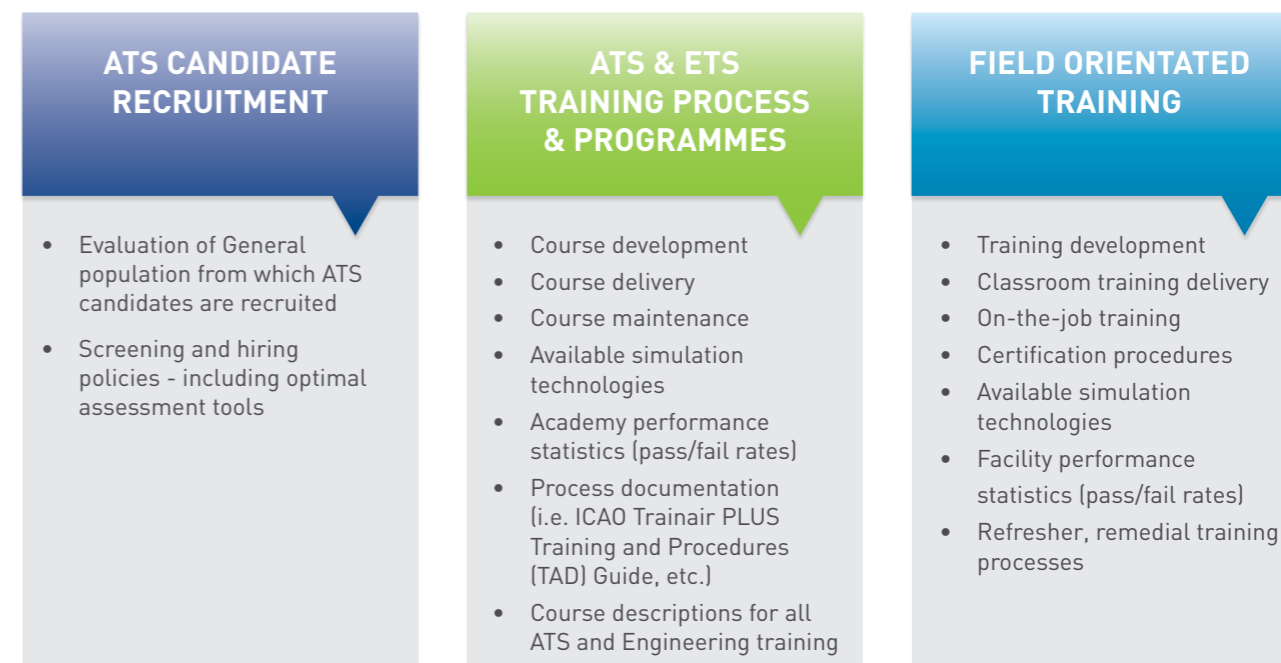 ATS CANDIDATE
RECRUITMENT
• Evaluation of General
population from which ATS
candidates are recruited
• Screening and hiring
policies - including optimal
assessment tools
ATS & ETS
TRAINING PROCESS
& PROGRAMMES
• Course development
• Course delivery
• Course maintenance
• Available simulation
technologies
• Academy performance
statistics (pass/fail rates)
• Process documentation
(i.e. ICAO Trainair PLUS
Training and Procedures
(TAD) Guide, etc.)
• Course descriptions for all
ATS and Engineering training
FIELD ORIENTATED
TRAINING
• Training development
• Classroom training delivery
• On-the-job training
• Certification procedures
• Available simulation
technologies
• Facility performance
statistics (pass/fail rates)
• Refresher, remedial training
processes